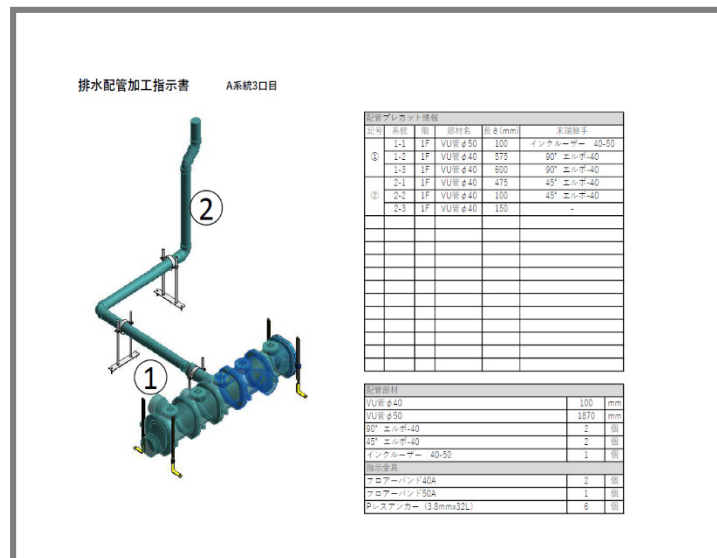 排水配管加工指示書 A系統3口目
配管プレカット情報
記号 系統 階 部材名 長さ(mm) 末端継手
① 1-1 1F VU管φ50 100 インクルーザー 40-50
1-2 1F VU管φ40 575 90° エルボ-40
1-3 1F VU管φ40 600 90° エルボ-40
② 2-1 1F VU管φ40 475 45° エルボ-40
2-2 1F VU管φ40 100 45° エルボ-40
2-3 1F VU管φ40 150 -
2
1
配管部材
VU管φ40 100 mm
VU管φ50 1870 mm
90° エルボ-40 2 個
45° エルボ-40 2 個
インクルーザー 40-50 1 個
指示金具
フロアーバンド40A 2 個
フロアーバンド50A 1 個
Pレスアンカー（3.8mmx32L） 6 個